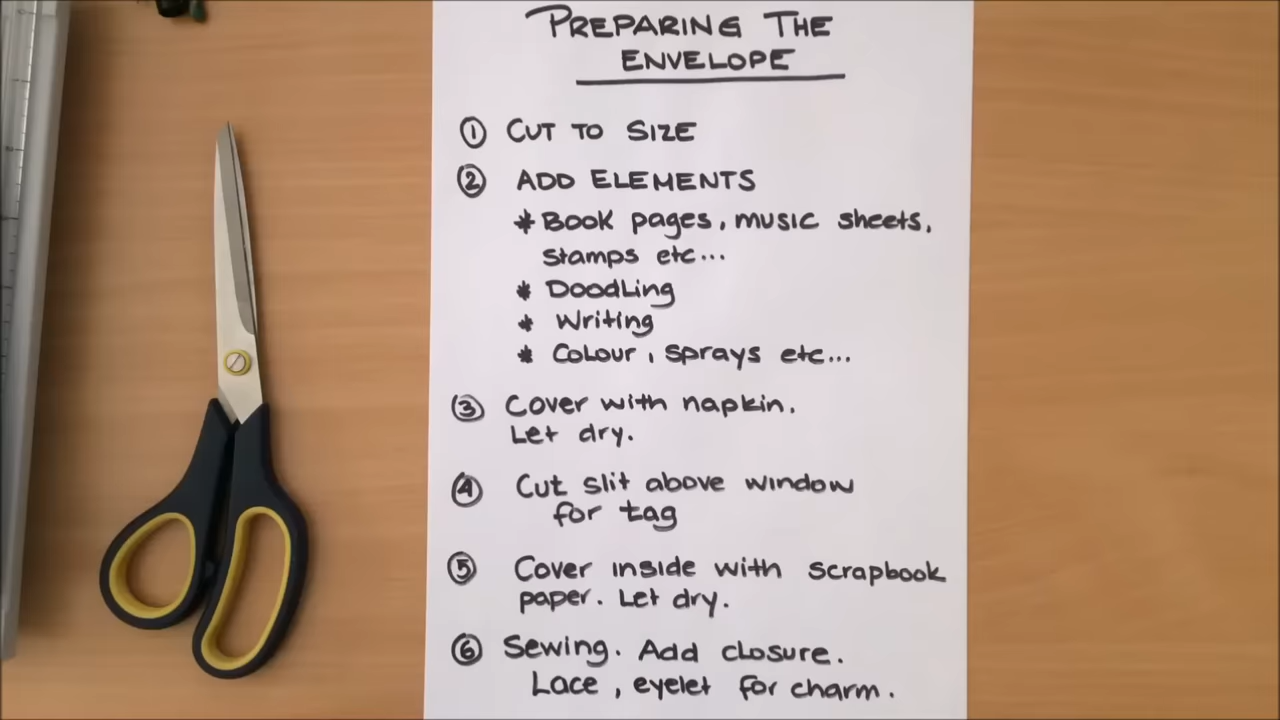 PREPARING THE
ENVELOPE
① CUT TO SIZE
② ADD ELEMENTS
* Book pages, music sheets,
stamps etc...
* Doodling
* Writing
* Colour, sprays etc...
③ Cover with napkin.
Let dry.
④ Cut slit above window
for tag
⑤ Cover inside with scrapbook
paper. Let dry.
⑥ Sewing. Add closure.
Lace, eyelet for charm.